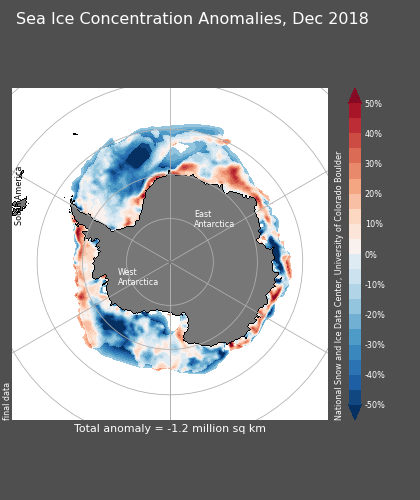 Sea Ice Concentration Anomalies, Dec 2018
South America
East
Antarctica
West
Antarctica
50%
40%
30%
20%
10%
0%
-10%
-20%
-30%
-40%
-50%
National Snow and Ice Data Center, University of Colorado Boulder
final data
Total anomaly = -1.2 million sq km